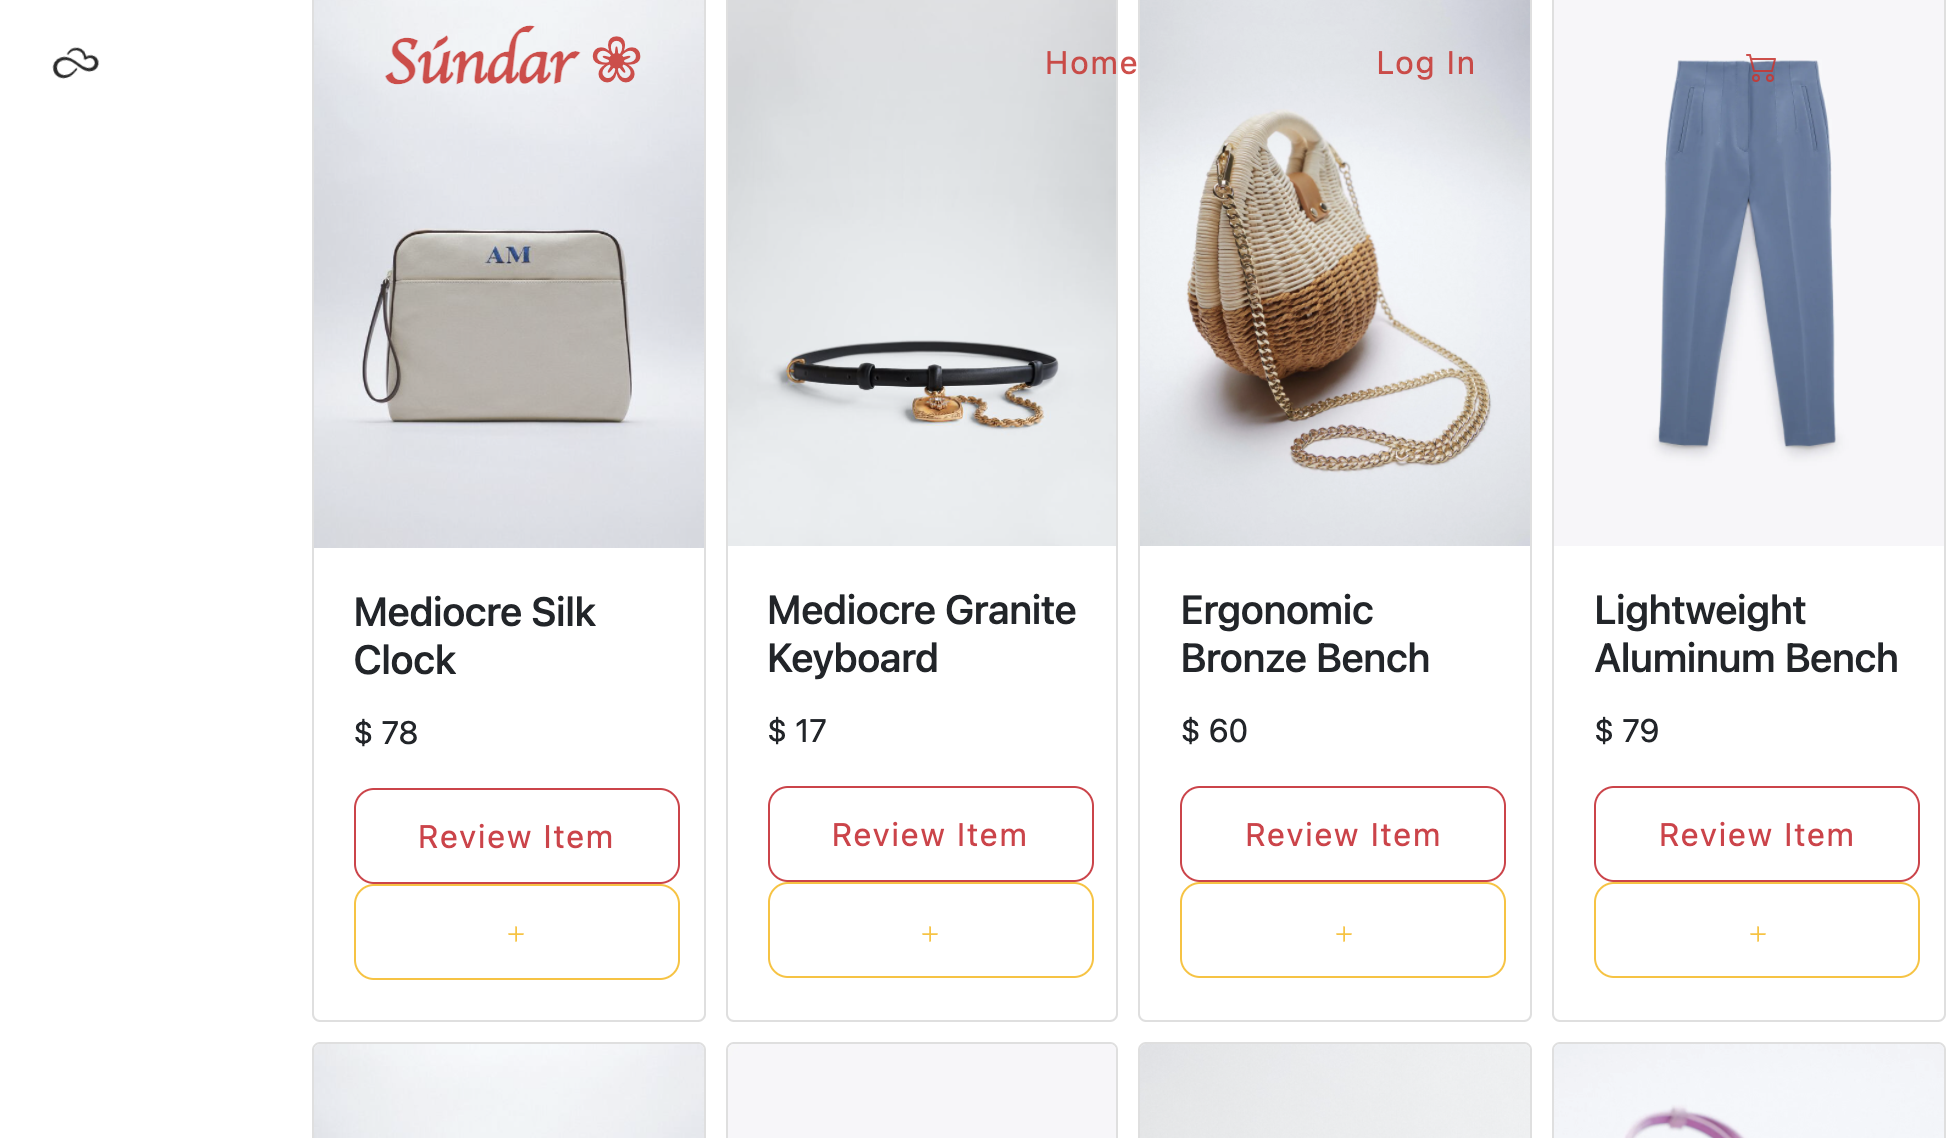 Súndar
Home
Log In
AM
Mediocre Silk
Clock
$ 78
Review Item
+
Mediocre Granite
Keyboard
$ 17
Review Item
+
Ergonomic
Bronze Bench
$ 60
Review Item
+
Lightweight
Aluminum Bench
$ 79
Review Item
+